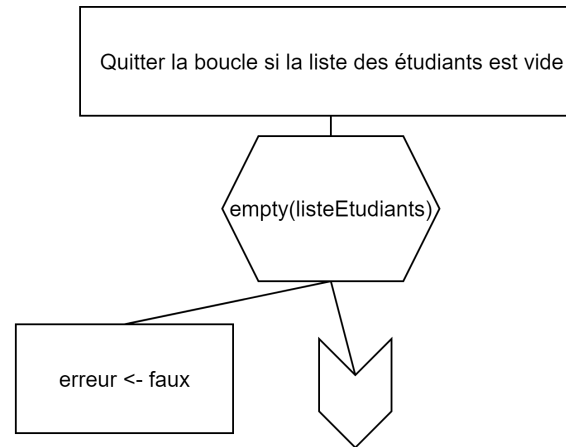 Quitter la boucle si la liste des étudiants est vide
empty(listeEtudiants)
erreur <- faux